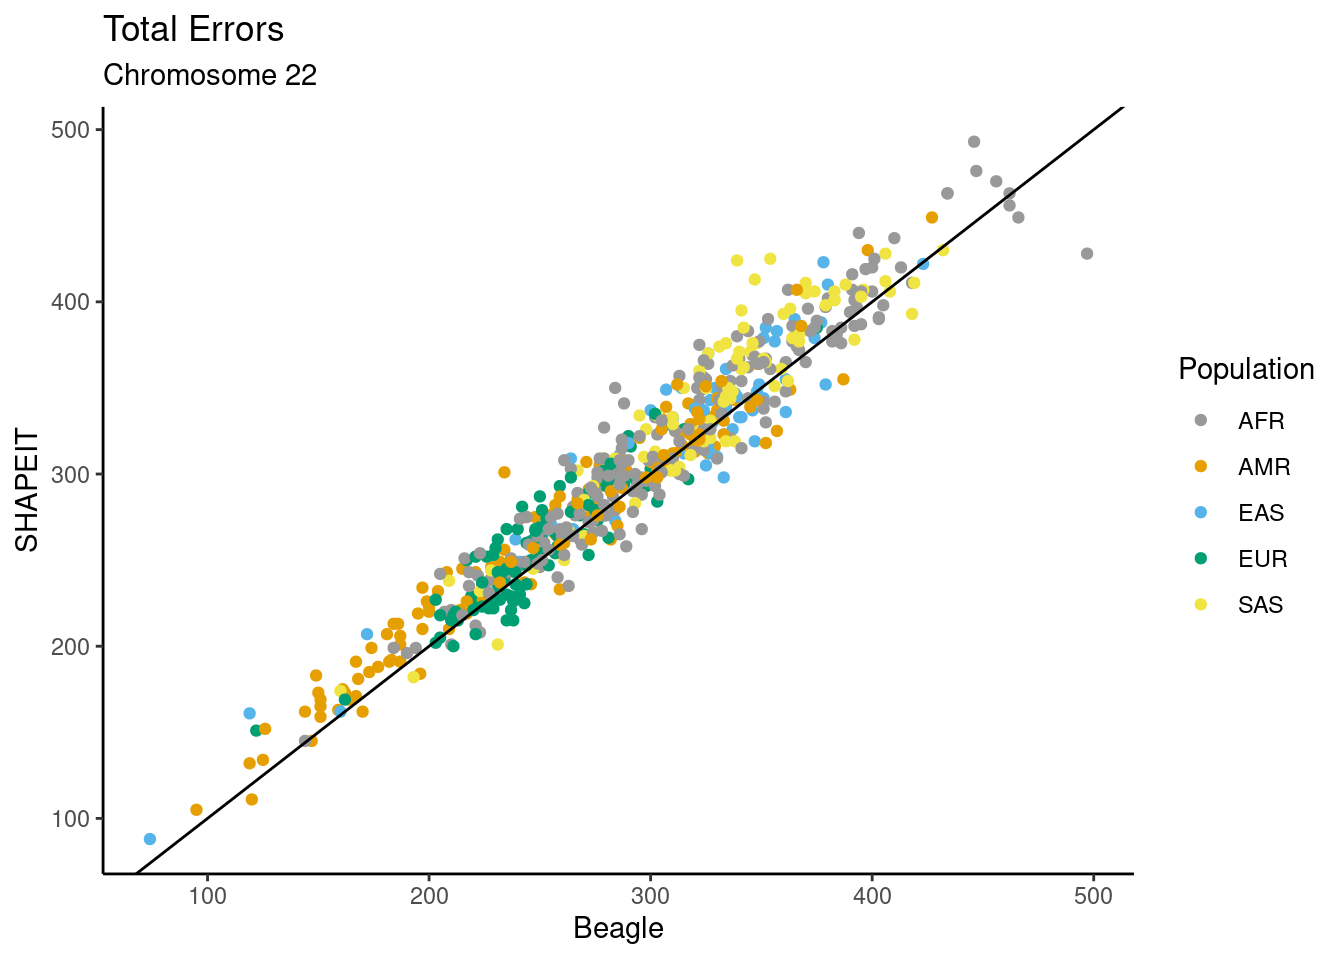 Total Errors
Chromosome 22
500
400
300
200
100
SHAPEIT
100 200 300 400 500
Beagle
Population
AFR
AMR
EAS
EUR
SAS